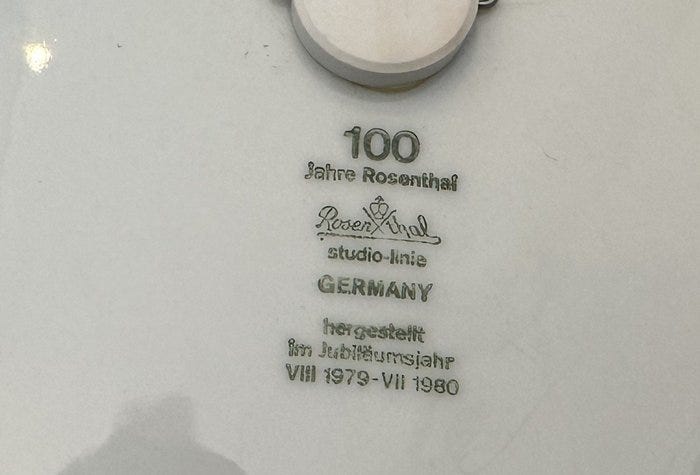 100
Jahre Rosenthal
Rosenthal
studio-linie
GERMANY
hergestellt
im Jubiläumsjahr
VIII 1979-VII 1980